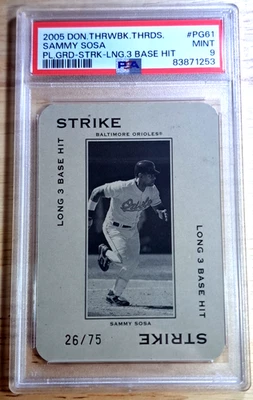 2005 DON.THRWBK.THRDS. #PG61
SAMMY SOSA MINT
PL.GRD-STRK-LNG.3 BASE HIT 9
PSA 83871253
STRIKE
BALTIMORE ORIOLES®
LONG 3 BASE HIT
Orioles
LONG 3 BASE HIT
SAMMY SOSA
26/75
STRIKE